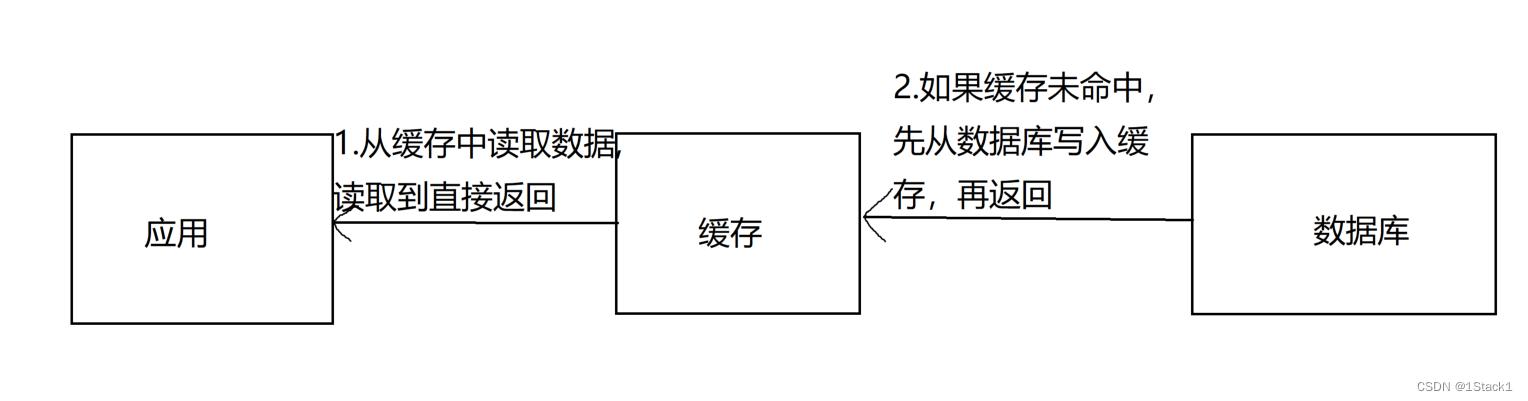 2.如果缓存未命中，
先从数据库写入缓
存，再返回
1.从缓存中读取数据,
读取到直接返回
应用
缓存
数据库
CSDN @1Stack1